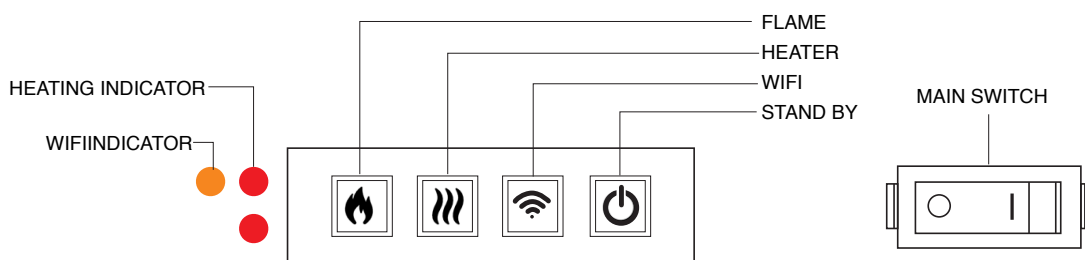 FLAME
HEATER
HEATING INDICATOR
WIFI
MAIN SWITCH
STAND BY
WIFIINDICATOR